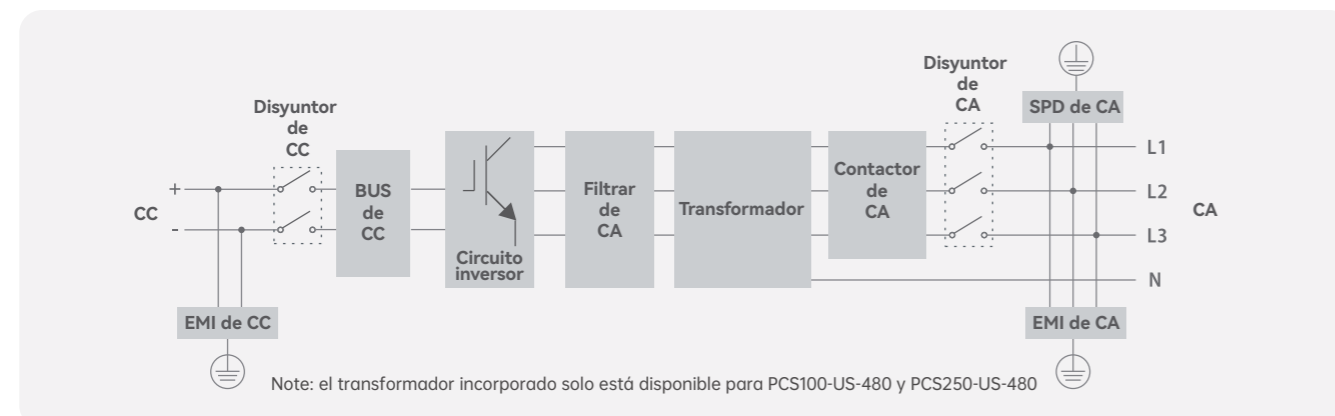 Disyuntor
de
CC
+
CC
-
EMI de CC
BUS
de
CC
Circuito
inversor
Filtrar
de
CA
Transformador
Contactor
de
CA
Disyuntor
de
CA
SPD de CA
L1
L2
L3
N
CA
EMI de CA
Note: el transformador incorporado solo está disponible para PCS100-US-480 y PCS250-US-480